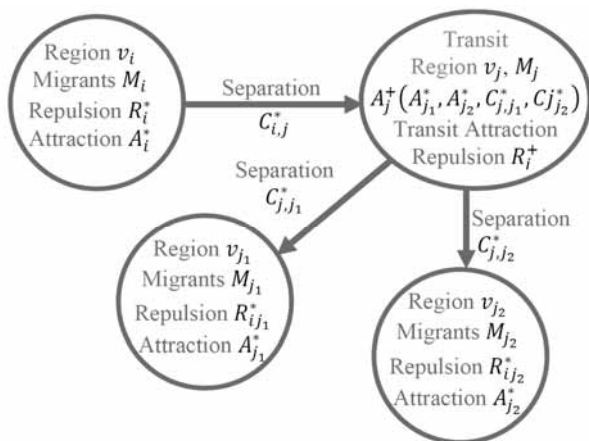 Region v_i
Migrants M_i
Repulsion R_i^*
Attraction A_i^*
Separation
C_{i,j}^*
Transit
Region v_j, M_j
A_j^+(A_{j_1}^*, A_{j_2}^*, C_{j,j_1}^*, Cj_{j_2}^*)
Transit Attraction
Repulsion R_i^+
Separation
C_{j,j_1}^*
Separation
C_{j,j_2}^*
Region v_{j_1}
Migrants M_{j_1}
Repulsion R_{ij_1}^*
Attraction A_{j_1}^*
Region v_{j_2}
Migrants M_{j_2}
Repulsion R_{ij_2}^*
Attraction A_{j_2}^*